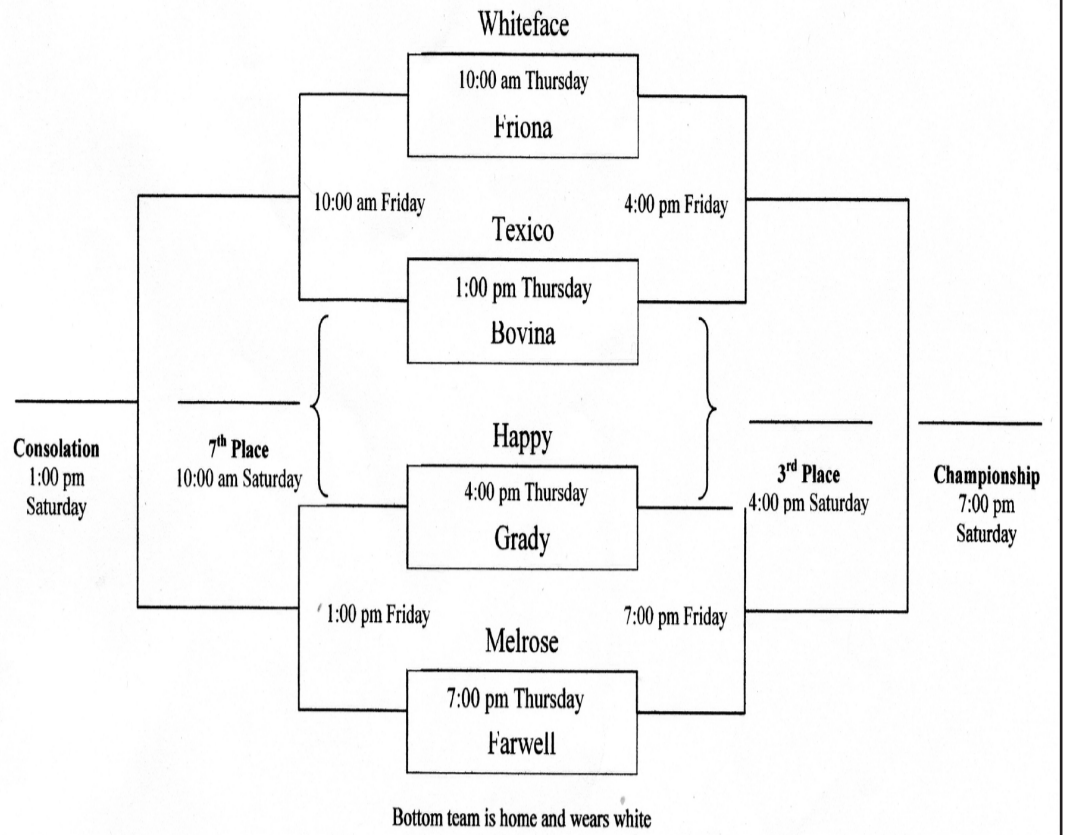 Whiteface
10:00 am Thursday
Friona
10:00 am Friday
4:00 pm Friday
Texico
1:00 pm Thursday
Bovina
Consolation
1:00 pm
Saturday
7th Place
10:00 am Saturday
Happy
4:00 pm Thursday
Grady
3rd Place
4:00 pm Saturday
Championship
7:00 pm
Saturday
1:00 pm Friday
7:00 pm Friday
Melrose
7:00 pm Thursday
Farwell
Bottom team is home and wears white